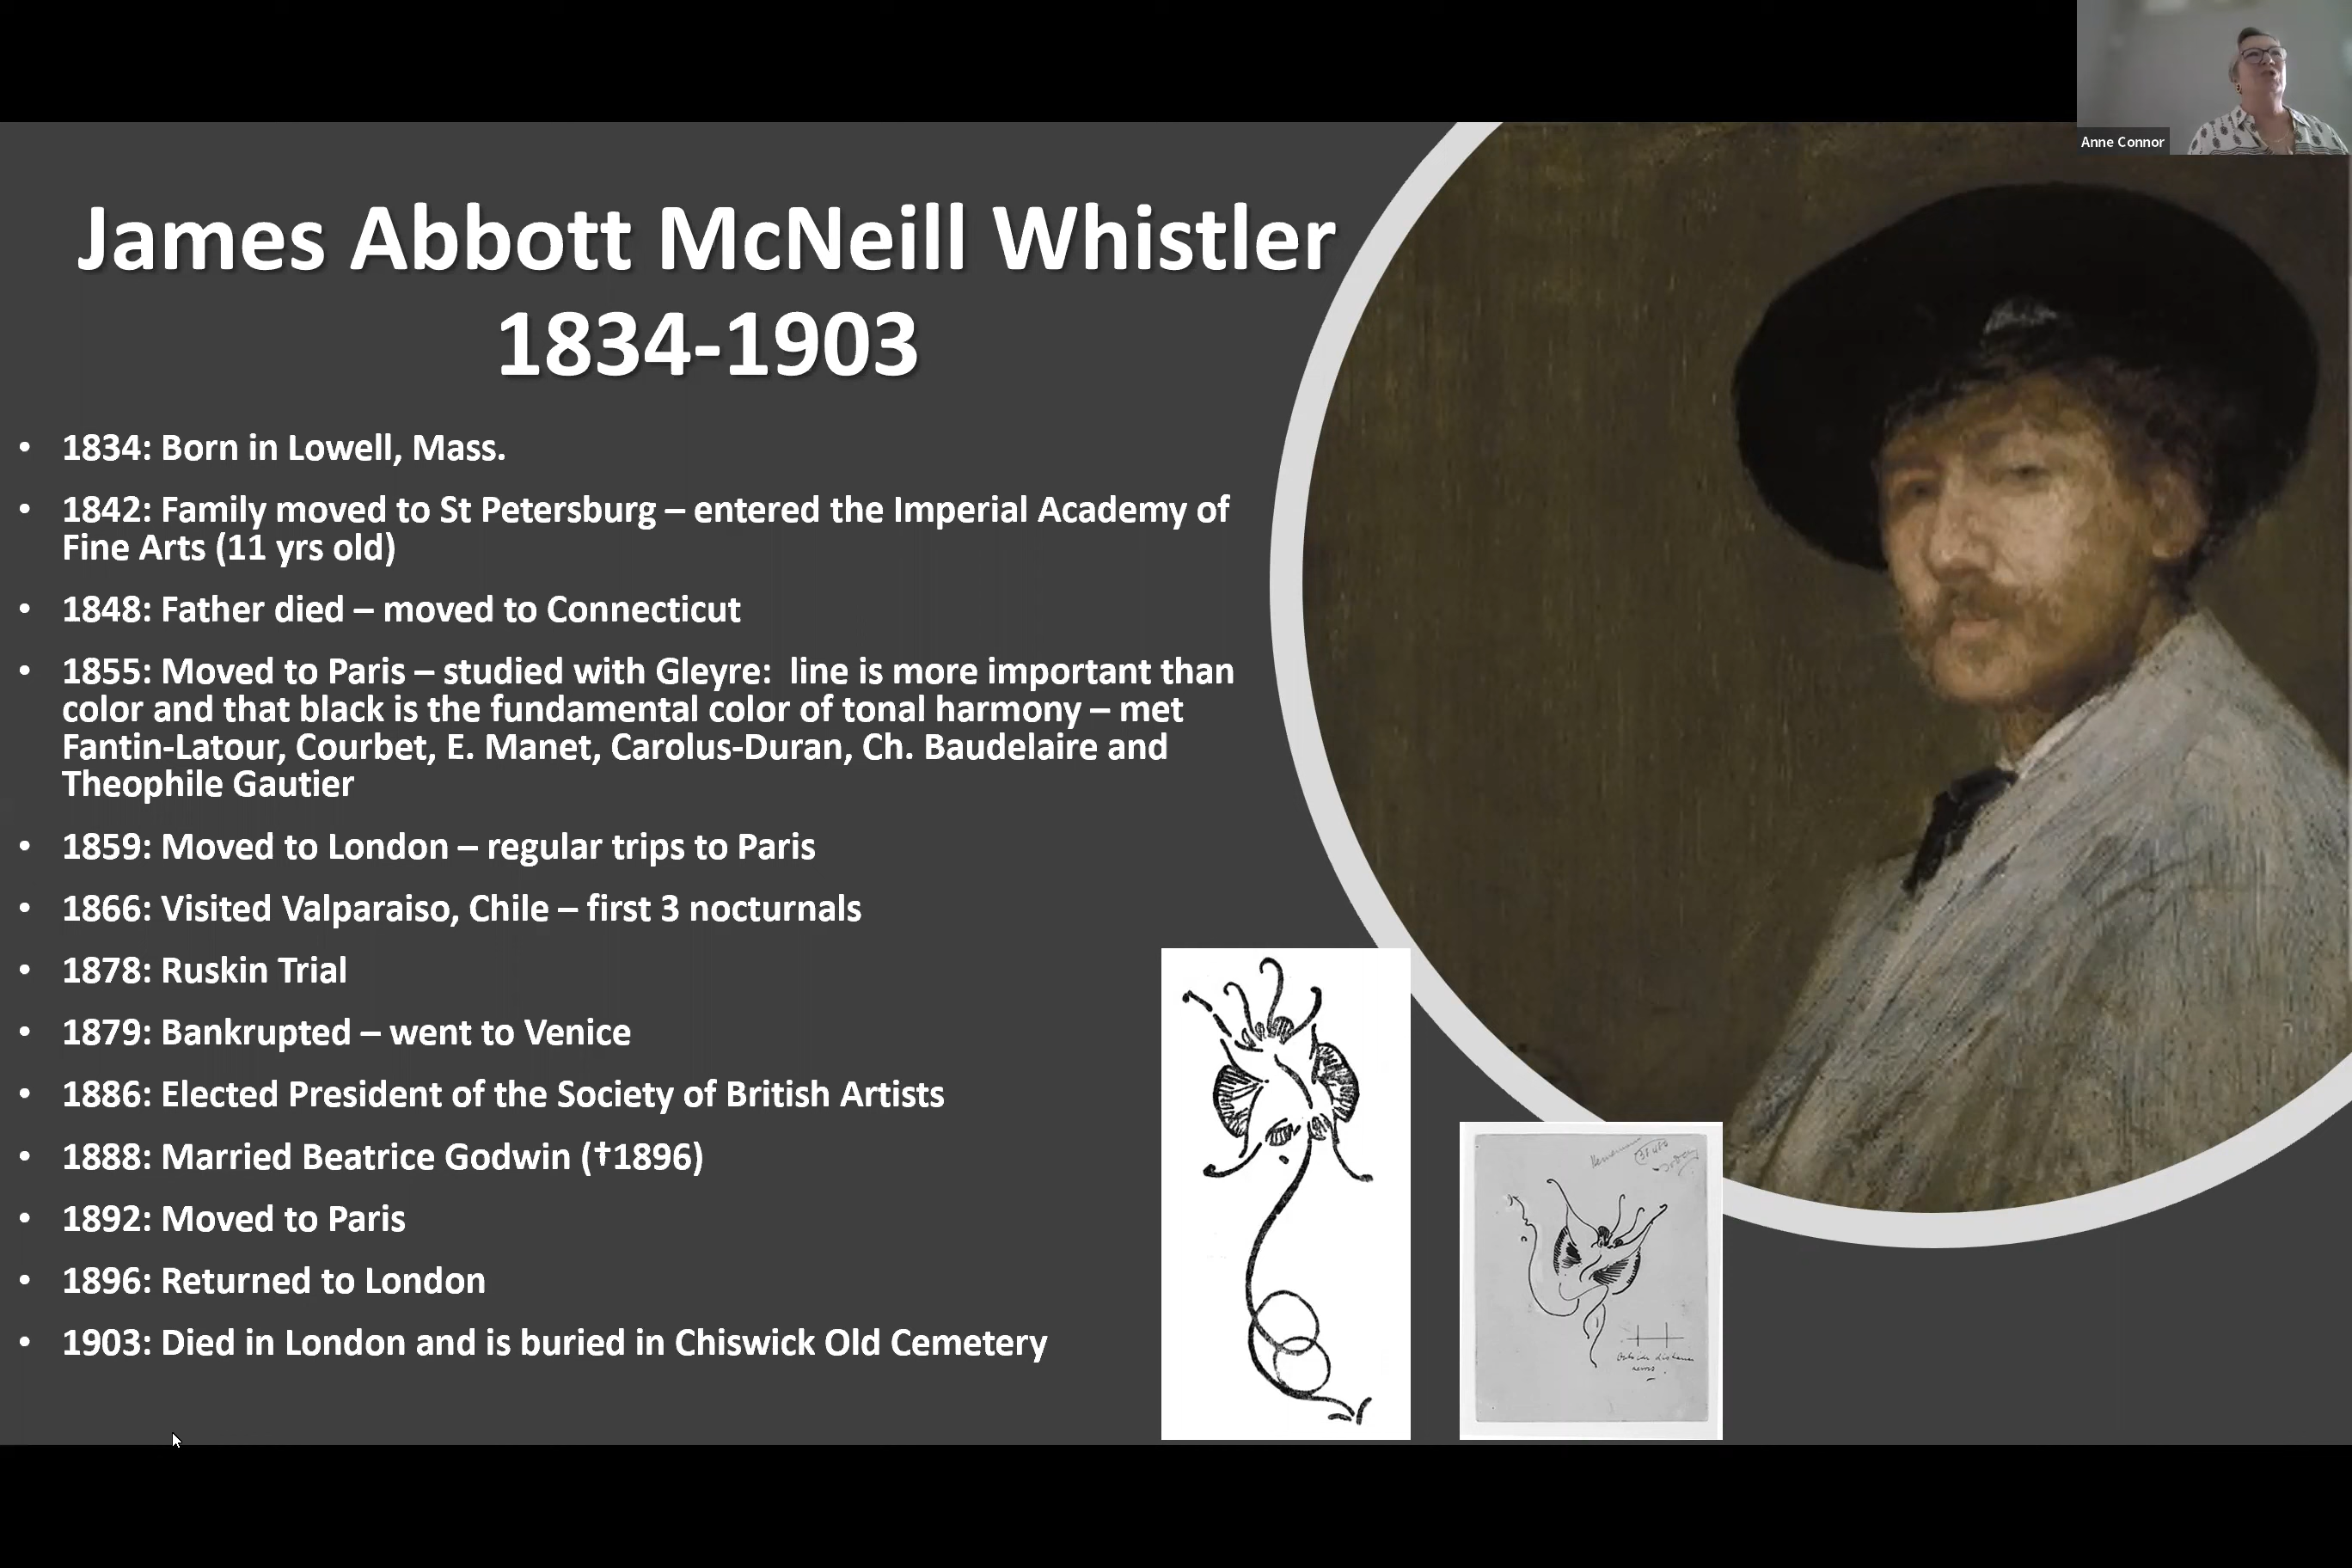 Anne Connor
James Abbott McNeill Whistler
1834-1903
• 1834: Born in Lowell, Mass.
• 1842: Family moved to St Petersburg – entered the Imperial Academy of
Fine Arts (11 yrs old)
• 1848: Father died – moved to Connecticut
• 1855: Moved to Paris – studied with Gleyre:  line is more important than
color and that black is the fundamental color of tonal harmony – met
Fantin-Latour, Courbet, E. Manet, Carolus-Duran, Ch. Baudelaire and
Theophile Gautier
• 1859: Moved to London – regular trips to Paris
• 1866: Visited Valparaiso, Chile – first 3 nocturnals
• 1878: Ruskin Trial
• 1879: Bankrupted – went to Venice
• 1886: Elected President of the Society of British Artists
• 1888: Married Beatrice Godwin (†1896)
• 1892: Moved to Paris
• 1896: Returned to London
• 1903: Died in London and is buried in Chiswick Old Cemetery